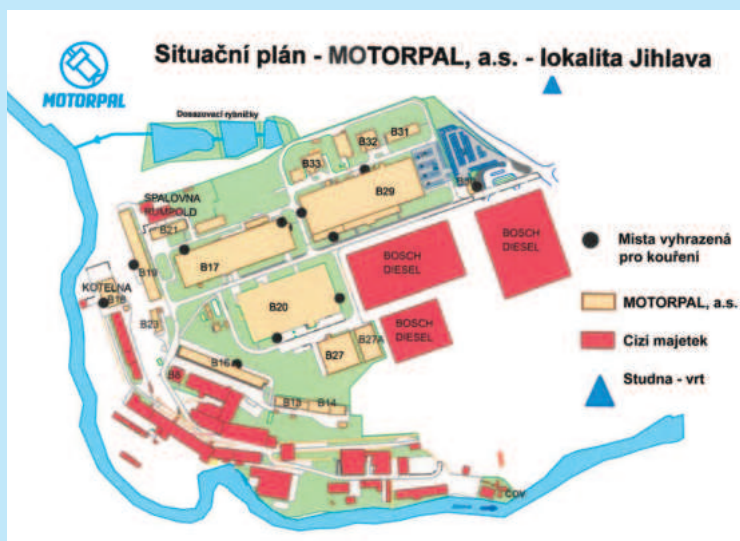 Situační plán - MOTORPAL, a.s. - lokalita Jihlava
MOTORPAL
Dosazovací rybníčky
B31
B32
B33
B29
SPALOVNA
RUMPOLD
B21
B19
B17
BOSCH
DIESEL
BOSCH
DIESEL
KOTELNA
B18
B20
B23
BOSCH
DIESEL
B27
B27A
B16
B8
B13
B14
ČOV
Místa vyhrazená
pro kouření
MOTORPAL, a.s.
Cizí majetek
Studna - vrt